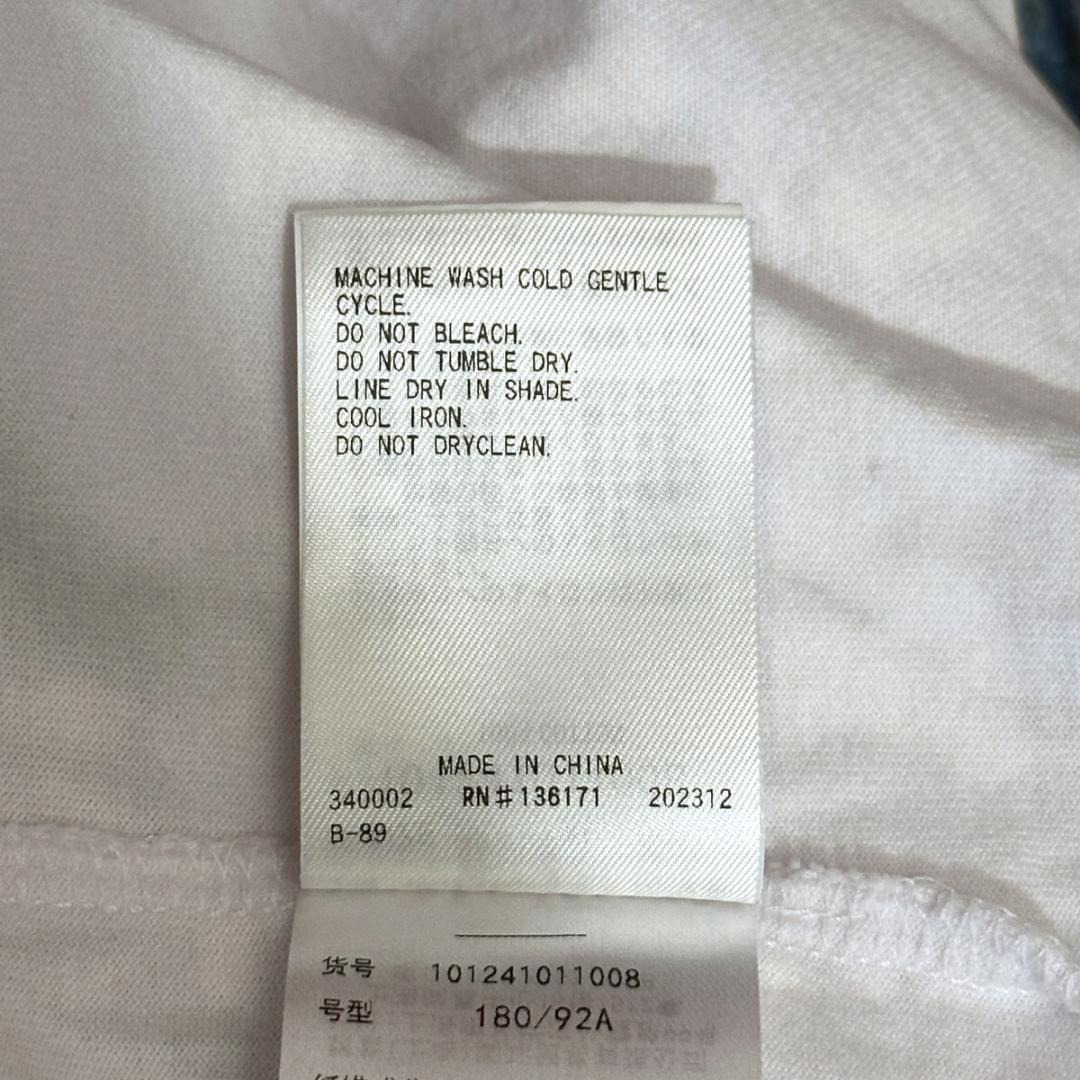 MACHINE WASH COLD GENTLE
CYCLE.
DO NOT BLEACH.
DO NOT TUMBLE DRY.
LINE DRY IN SHADE.
COOL IRON.
DO NOT DRYCLEAN.
MADE IN CHINA
340002 RN#136171 202312
B-89
货号 101241011008
号型 180/92A